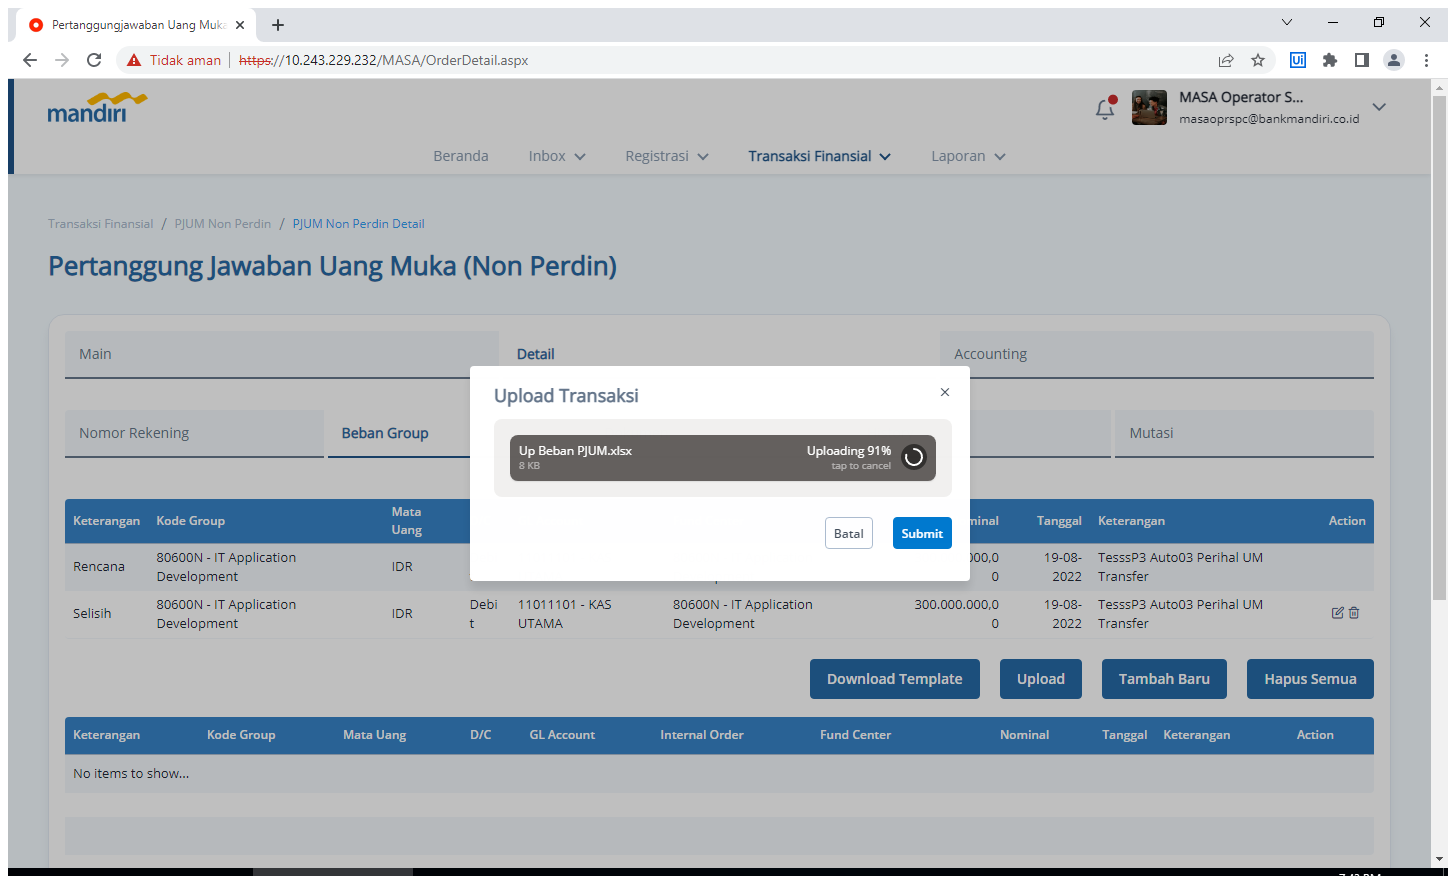 Pertanggungjawaban Uang Muka
Tidak aman
https://10.243.229.232/MASA/OrderDetail.aspx
Ui
mandiri
MASA Operator S...
masaoprspc@bankmandiri.co.id
Beranda
Inbox
Registrasi
Transaksi Finansial
Laporan
Transaksi Finansial / PJUM Non Perdin / PJUM Non Perdin Detail
Pertanggung Jawaban Uang Muka (Non Perdin)
Main
Detail
Accounting
Nomor Rekening
Beban Group
Mutasi
Upload Transaksi
Up Beban PJUM.xlsx
8 KB
Uploading 91%
tap to cancel
Batal
Submit
Keterangan
Kode Group
Mata
Uang
Tanggal
Keterangan
Action
Rencana
80600N - IT Application
Development
IDR
000,0
0
19-08-
2022
TesssP3 Auto03 Perihal UM
Transfer
Selisih
80600N - IT Application
Development
IDR
Debi
t
11011101 - KAS
UTAMA
80600N - IT Application
Development
300.000.000,0
0
19-08-
2022
TesssP3 Auto03 Perihal UM
Transfer
Download Template
Upload
Tambah Baru
Hapus Semua
Keterangan
Kode Group
Mata Uang
D/C
GL Account
Internal Order
Fund Center
Nominal
Tanggal
Keterangan
Action
No items to show...